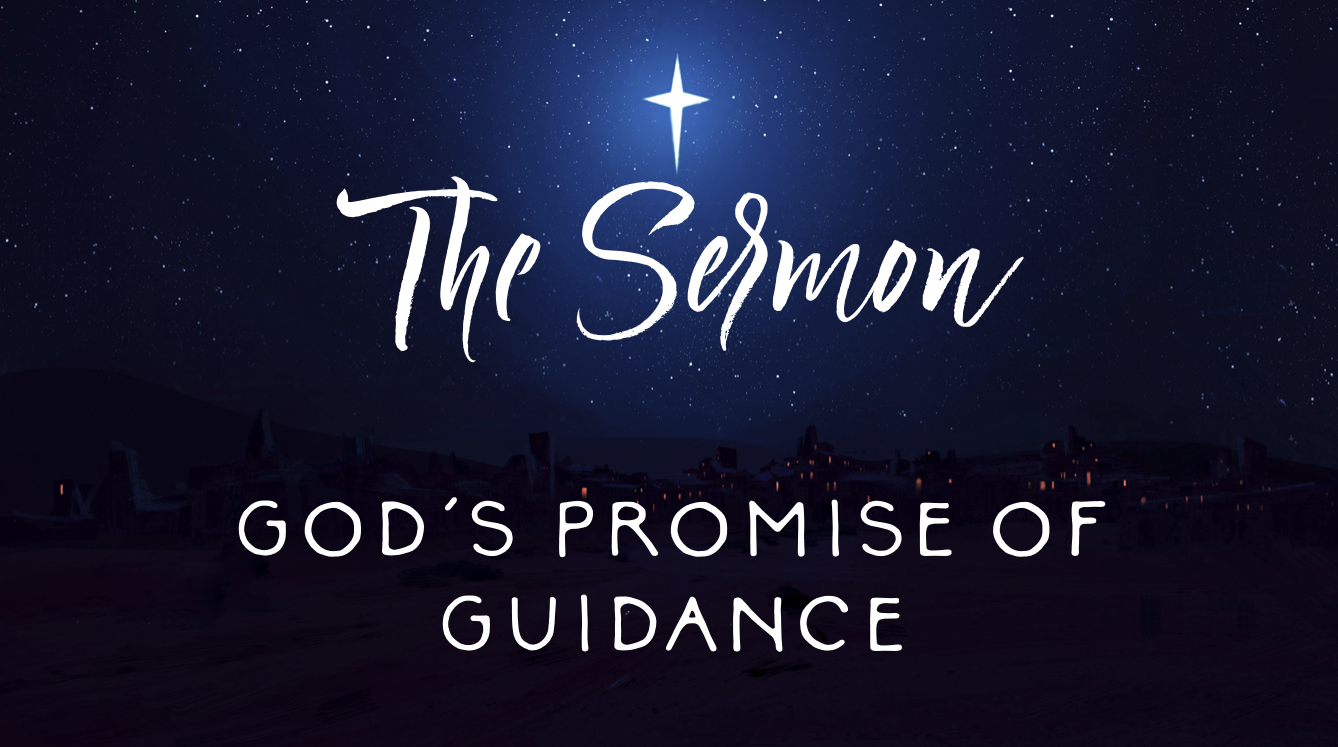 The Sermon
GOD'S PROMISE OF
GUIDANCE